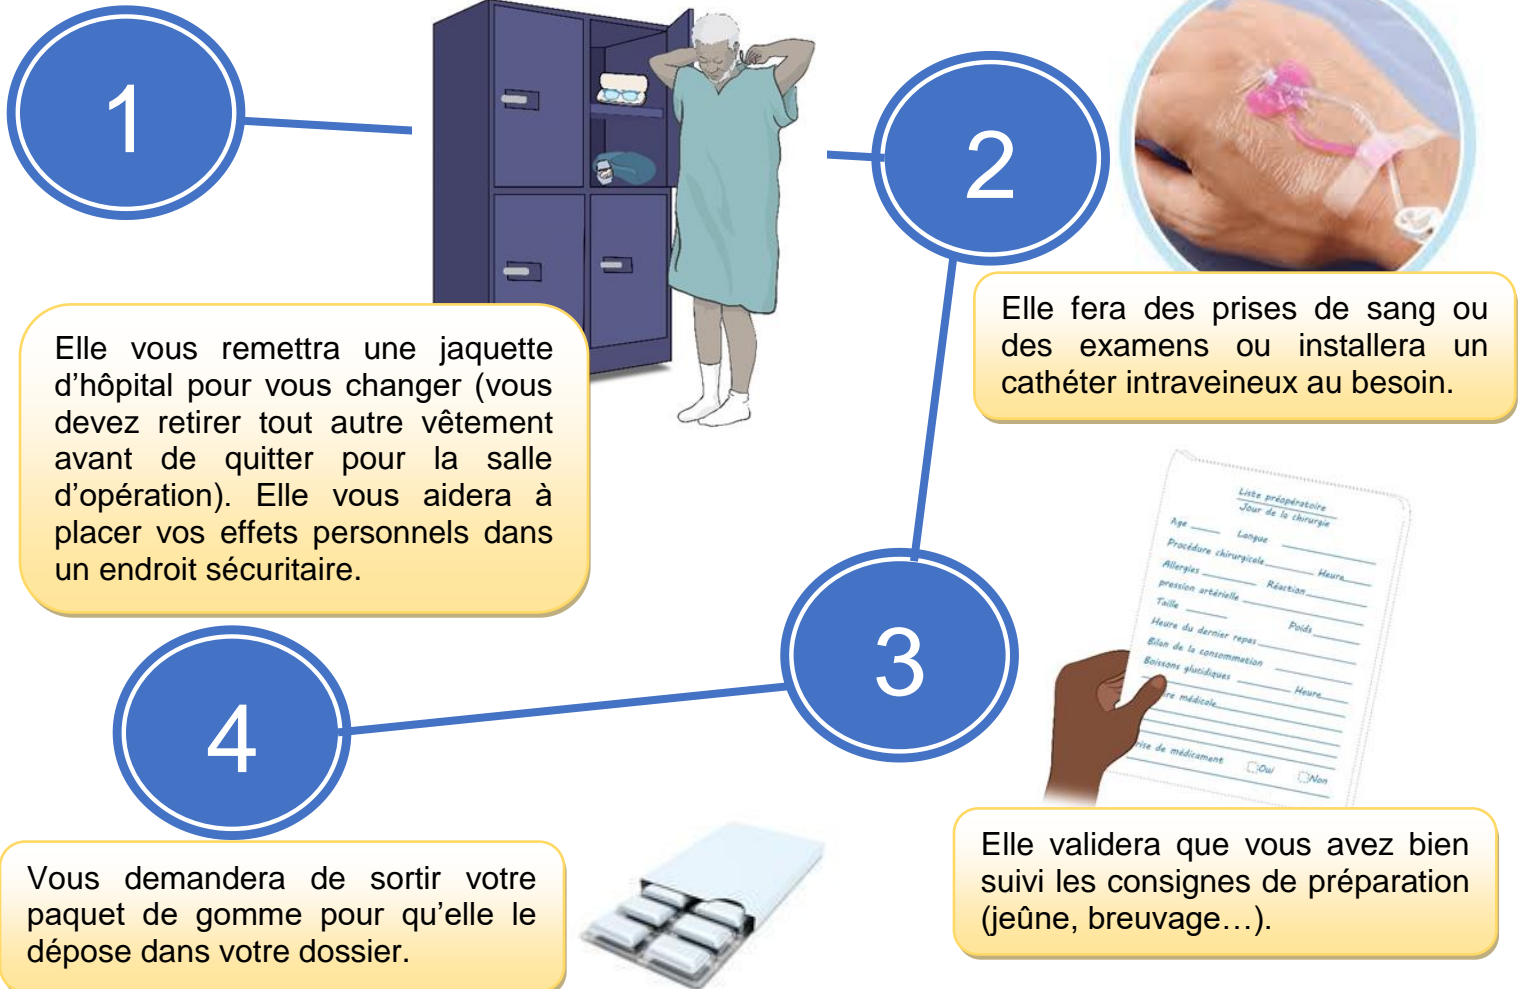 1
Elle vous remettra une jaquette
d’hôpital pour vous changer (vous
devez retirer tout autre vêtement
avant de quitter pour la salle
d’opération). Elle vous aidera à
placer vos effets personnels dans
un endroit sécuritaire.
2
Elle fera des prises de sang ou
des examens ou installera un
cathéter intraveineux au besoin.
3
Liste préopératoire
Jour de la chirurgie
Age Langue
Procédure chirurgicale Heure
Allergies Réaction
pression artérielle
Taille Poids
Heure du dernier repas
Bilan de la consommation
Boissons glucidiques Heure
médicale
de médicament Oui Non
Elle validera que vous avez bien
suivi les consignes de préparation
(jeûne, breuvage…).
4
Vous demandera de sortir votre
paquet de gomme pour qu’elle le
dépose dans votre dossier.